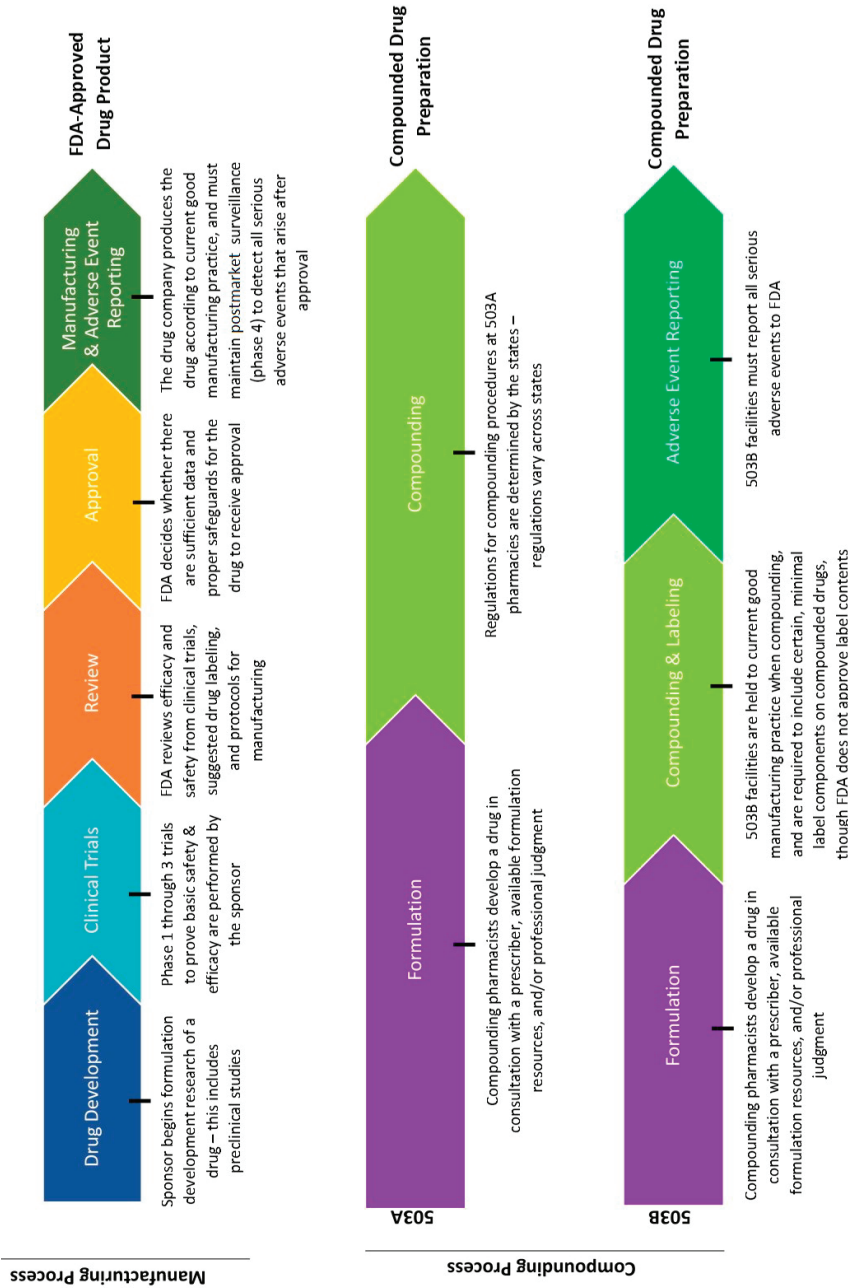 Manufacturing Process
Drug Development
Sponsor begins formulation
development research of a
drug – this includes
preclinical studies
Clinical Trials
Phase 1 through 3 trials
to prove basic safety &
efficacy are performed by
the sponsor
Review
FDA reviews efficacy and
safety from clinical trials,
suggested drug labeling,
and protocols for
manufacturing
Approval
FDA decides whether there
are sufficient data and
proper safeguards for the
drug to receive approval
Manufacturing
& Adverse Event
Reporting
The drug company produces the
drug according to current good
manufacturing practice, and must
maintain postmarket surveillance
(phase 4) to detect all serious
adverse events that arise after
approval
FDA-Approved
Drug Product
Compounding Process
503A
Formulation
Compounding pharmacists develop a drug in
consultation with a prescriber, available formulation
resources, and/or professional judgment
Compounding
Regulations for compounding procedures at 503A
pharmacies are determined by the states –
regulations vary across states
Compounded Drug
Preparation
503B
Formulation
Compounding pharmacists develop a drug in
consultation with a prescriber, available
formulation resources, and/or professional
judgment
Compounding & Labeling
503B facilities are held to current good
manufacturing practice when compounding,
and are required to include certain, minimal
label components on compounded drugs,
though FDA does not approve label contents
Adverse Event Reporting
503B facilities must report all serious
adverse events to FDA
Compounded Drug
Preparation